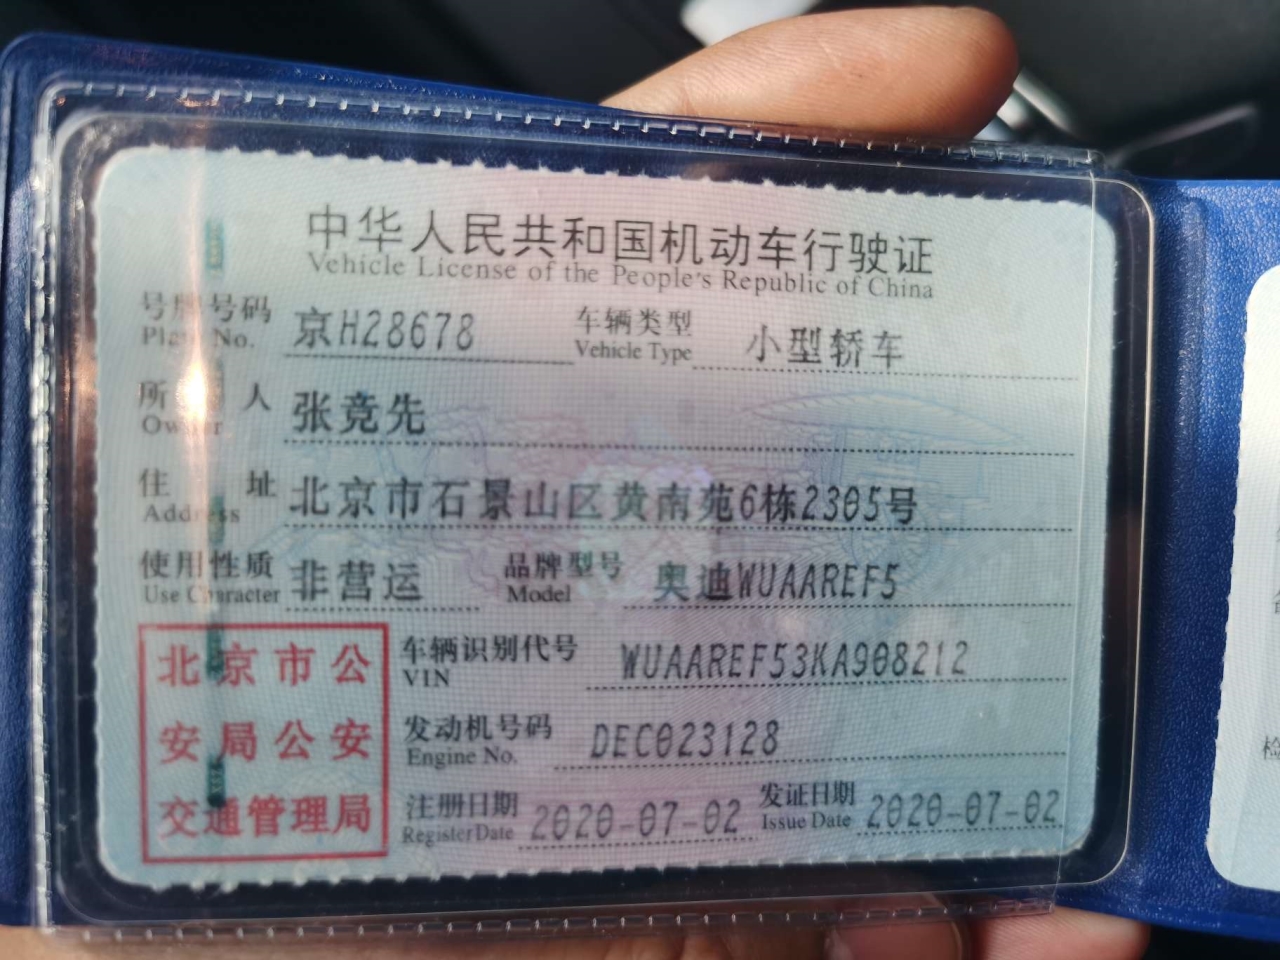 中华人民共和国机动车行驶证
Vehicle License of the People's Republic of China
号牌号码 京H28678 车辆类型 小型轿车
Plate No. Vehicle Type
所 人 张竞先
Owner
住 址 北京市石景山区黄南苑6栋2305号
Address
使用性质 非营运 品牌型号 奥迪WUAAREF5
Use Character Model
北京市公
安局公安
交通管理局
车辆识别代号 WUAAREF53KA908212
VIN
发动机号码 DEC023128
Engine No.
注册日期 2020-07-02 发证日期 2020-07-02
Register Date Issue Date
检